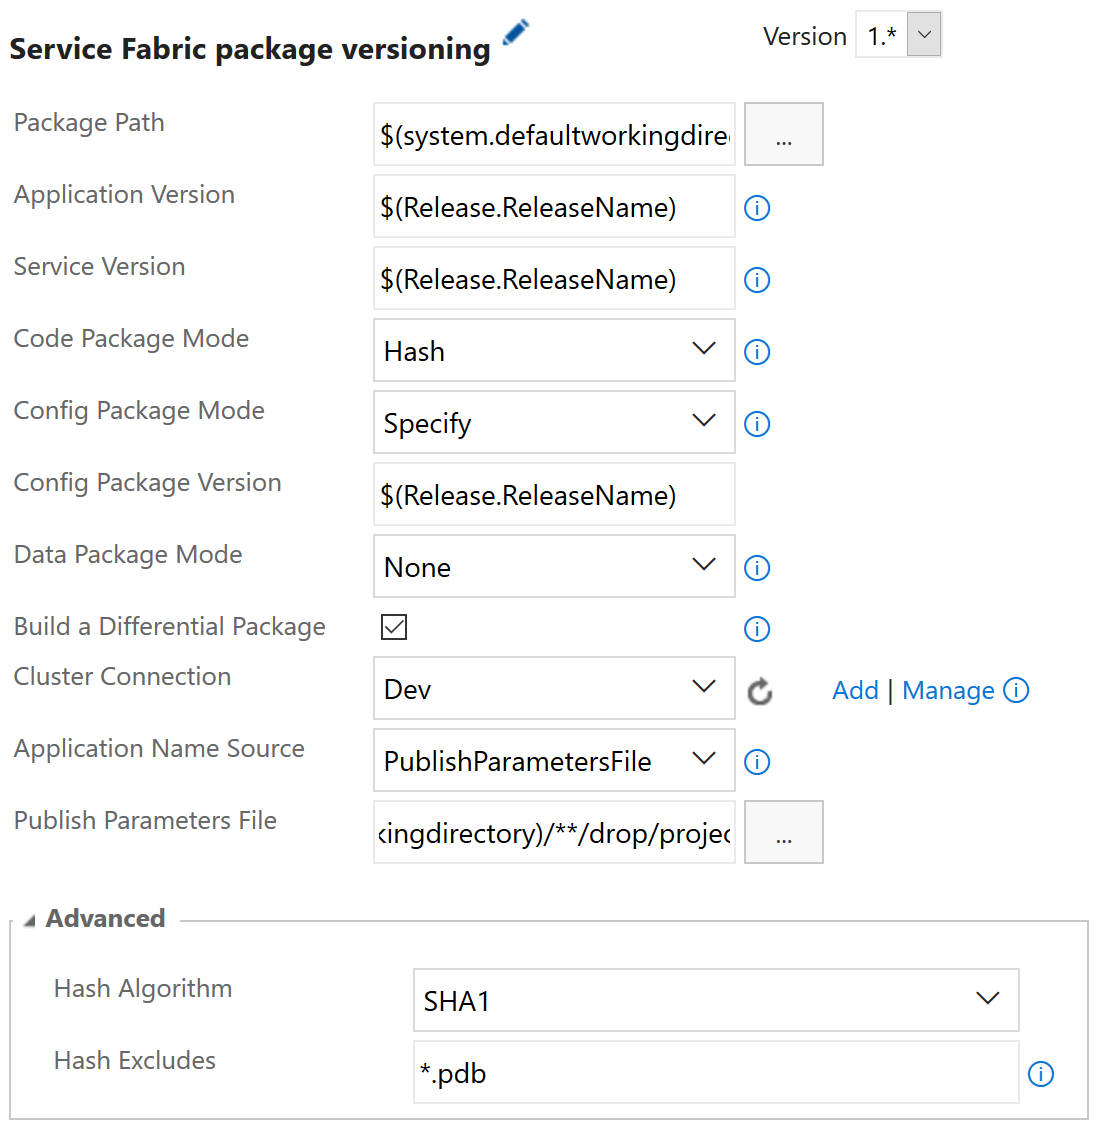 Service Fabric package versioning
Version 1.*
Package Path $(system.defaultworkingdire ...
Application Version $(Release.ReleaseName)
Service Version $(Release.ReleaseName)
Code Package Mode Hash
Config Package Mode Specify
Config Package Version $(Release.ReleaseName)
Data Package Mode None
Build a Differential Package
Cluster Connection Dev Add | Manage
Application Name Source PublishParametersFile
Publish Parameters File kingdirectory)/**/drop/projec ...
Advanced
Hash Algorithm SHA1
Hash Excludes *.pdb